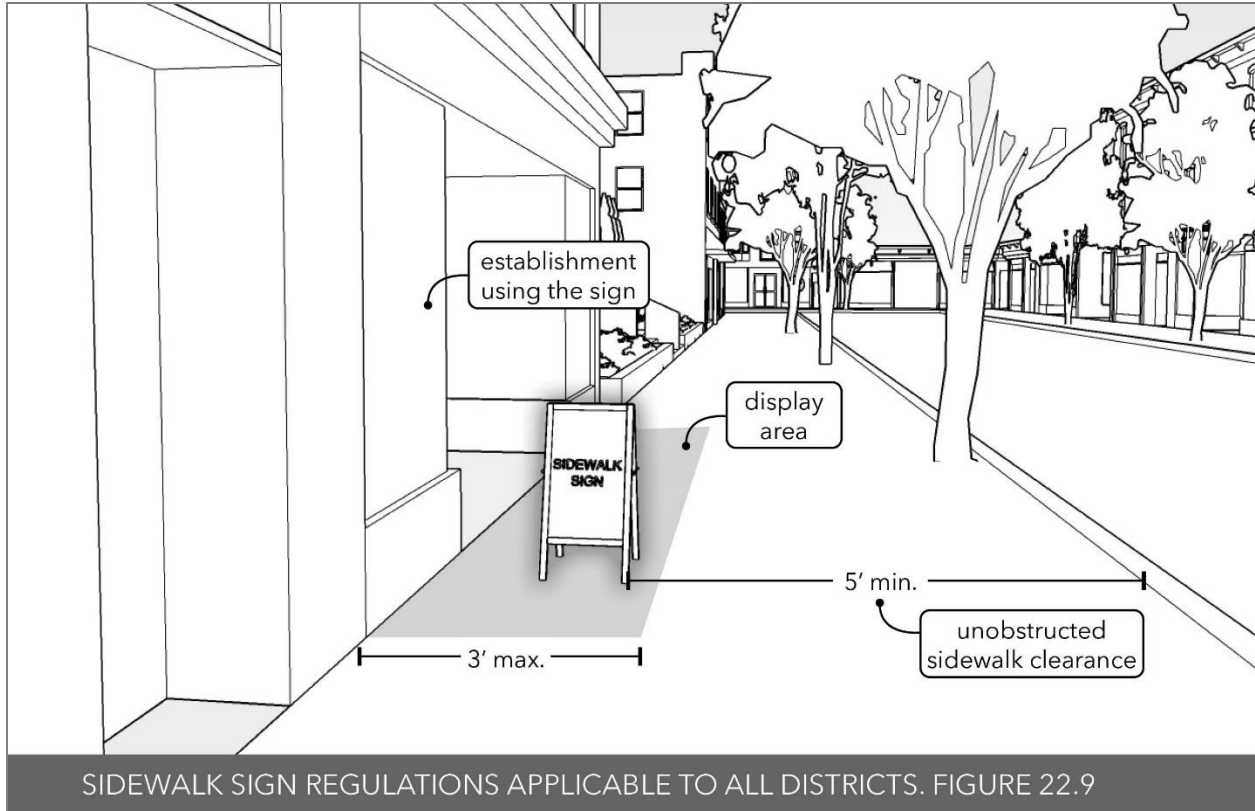 establishment
using the sign
display
area
SIDEWALK
SIGN
5’ min.
unobstructed
sidewalk clearance
3’ max.
SIDEWALK SIGN REGULATIONS APPLICABLE TO ALL DISTRICTS. FIGURE 22.9